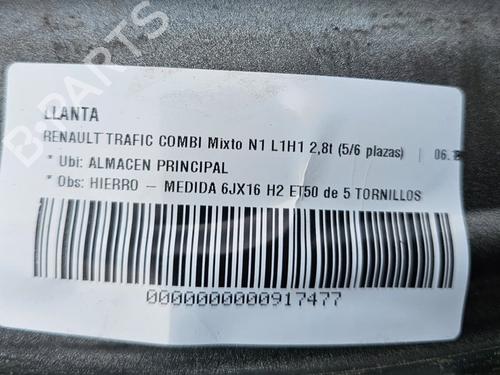 LLANTA
RENAULT TRAFIC COMBI Mixto N1 L1H1 2,8t (5/6 plazas) | 06.
* Ubi: ALMACEN PRINCIPAL
* Obs: HIERRO – MEDIDA 6JX16 H2 ET50 de 5 TORNILLOS
0000000000917477
B-PARTS